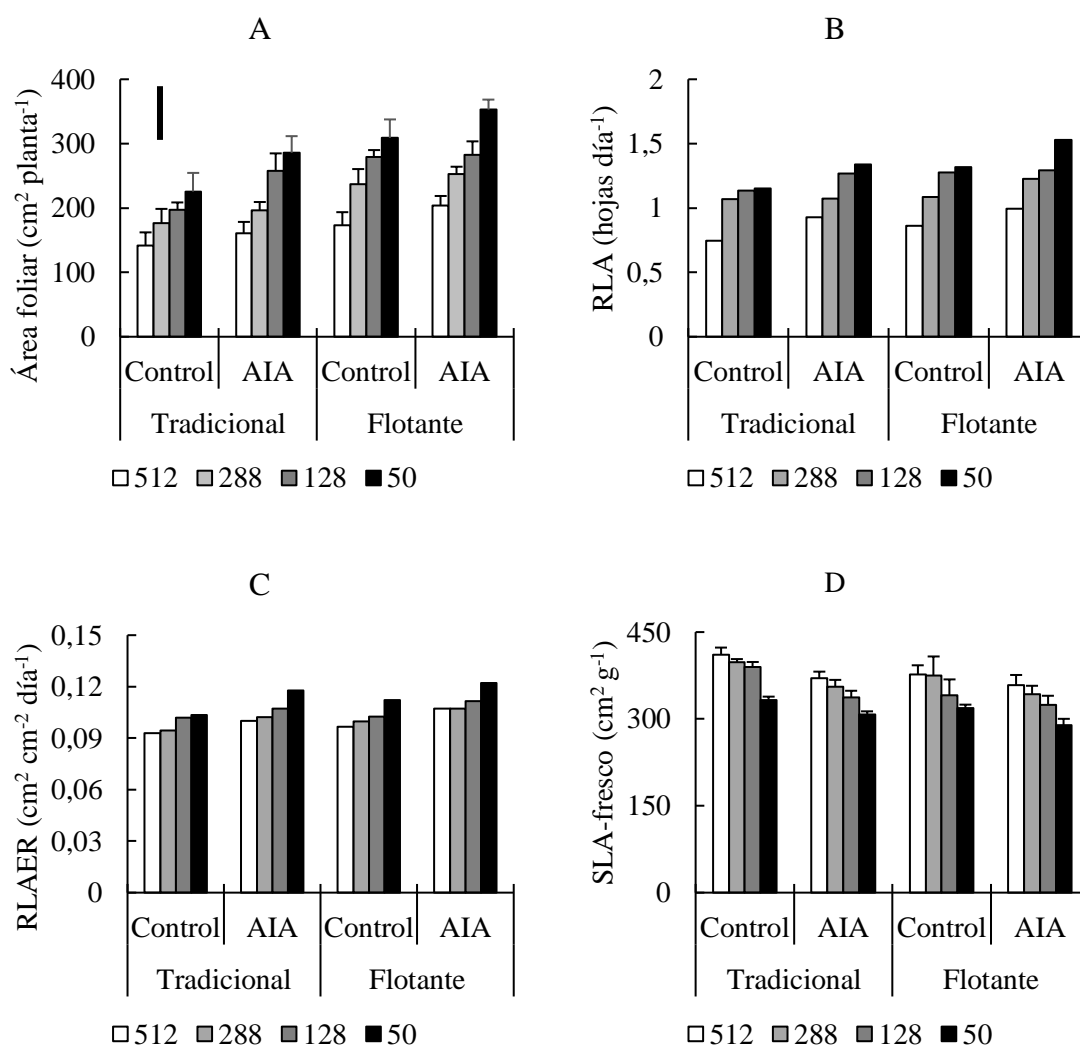 A
Área foliar (cm² planta⁻¹)
400
300
200
100
0
Control AIA Control AIA
Tradicional Flotante
512 288 128 50
B
RLA (hojas día⁻¹)
2
1,5
1
0,5
0
Control AIA Control AIA
Tradicional Flotante
512 288 128 50
C
RLAER (cm² cm⁻² día⁻¹)
0,15
0,12
0,09
0,06
0,03
0
Control AIA Control AIA
Tradicional Flotante
512 288 128 50
D
SLA-fresco (cm² g⁻¹)
450
300
150
0
Control AIA Control AIA
Tradicional Flotante
512 288 128 50